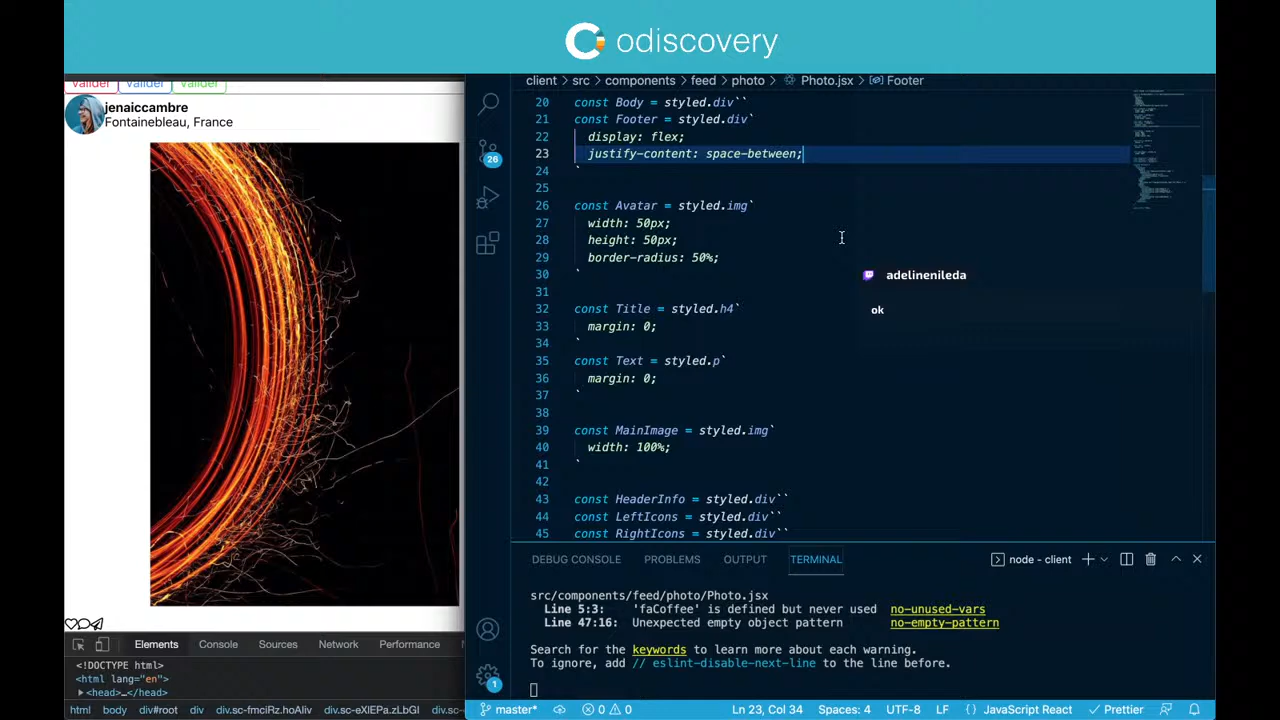 odiscovery
Valider Valider Valider
jenaiccambre
Fontainebleau, France
client > src > components > feed > photo > Photo.jsx > Footer
20 const Body = styled.div``
21 const Footer = styled.div`
22 display: flex;
23 justify-content: space-between;
24 `
25
26 const Avatar = styled.img`
27 width: 50px;
28 height: 50px;
29 border-radius: 50%;
30 `
31
32 const Title = styled.h4`
33 margin: 0;
34 `
35 const Text = styled.p`
36 margin: 0;
37 `
38
39 const MainImage = styled.img`
40 width: 100%;
41 `
42
43 const HeaderInfo = styled.div``
44 const LeftIcons = styled.div``
45 const RightIcons = styled.div``
26
1
adelinenileda
ok
DEBUG CONSOLE PROBLEMS OUTPUT TERMINAL
node - client
src/components/feed/photo/Photo.jsx
Line 5:3: 'faCoffee' is defined but never used no-unused-vars
Line 47:16: Unexpected empty object pattern no-empty-pattern
Search for the keywords to learn more about each warning.
To ignore, add // eslint-disable-next-line to the line before.
Elements Console Sources Network Performance
<!DOCTYPE html>
<html lang="en">
<head>…</head>
html body div#root div div.sc-fmciRz.hoAliv div.sc-eXlEPa.zLbGl div.sc-
master* 0 0 Ln 23, Col 34 Spaces: 4 UTF-8 LF {} JavaScript React Prettier